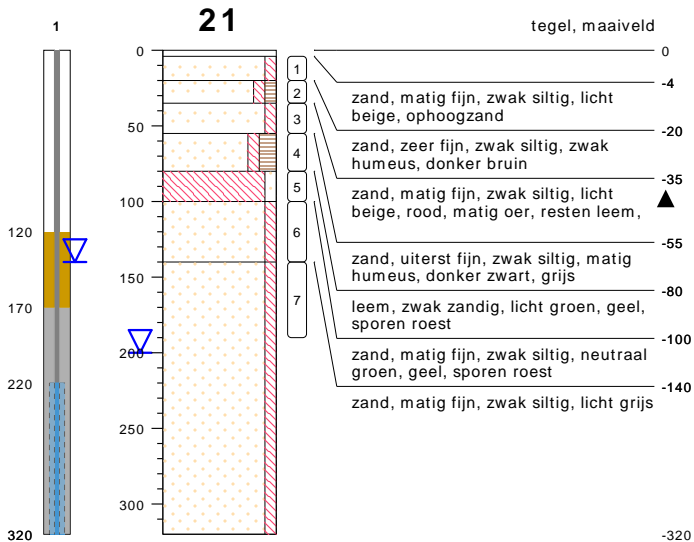 1
21
tegel, maaiveld
0
0
-4
1
zand, matig fijn, zwak siltig, licht
beige, ophoogzand
-20
2
zand, zeer fijn, zwak siltig, zwak
humeus, donker bruin
-35
3
zand, matig fijn, zwak siltig, licht
beige, rood, matig oer, resten leem,
50
-55
4
zand, uiterst fijn, zwak siltig, matig
humeus, donker zwart, grijs
-80
5
leem, zwak zandig, licht groen, geel,
sporen roest
100
-100
6
zand, matig fijn, zwak siltig, neutraal
groen, geel, sporen roest
-140
7
zand, matig fijn, zwak siltig, licht grijs
120
150
170
200
220
250
300
320
-320